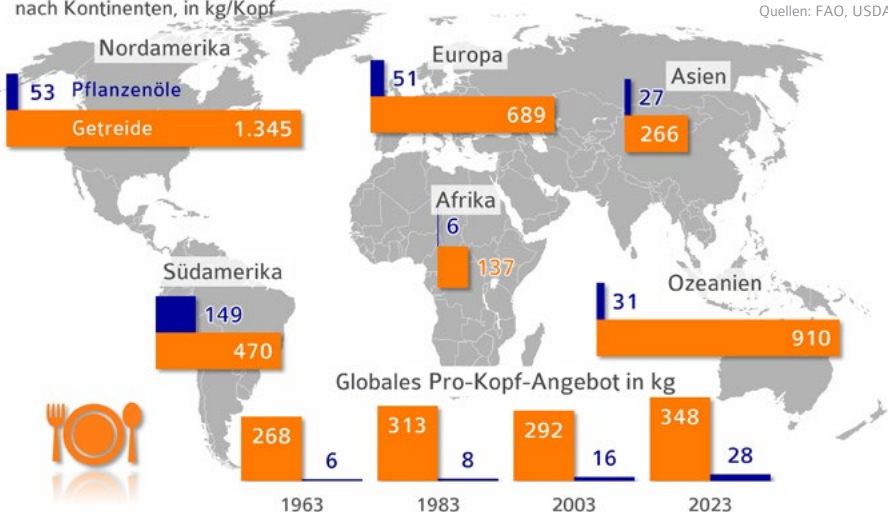 nach Kontinenten, in kg/Kopf
Quellen: FAO, USDA
Nordamerika
53 Pflanzenöle
Getreide 1.345
Europa
51
689
Asien
27
266
Afrika
6
137
Südamerika
149
470
Ozeanien
31
910
Globales Pro-Kopf-Angebot in kg
268 6
313 8
292 16
348 28
1963 1983 2003 2023